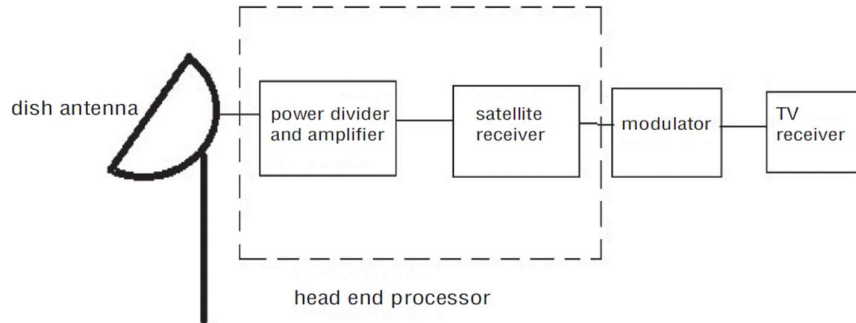 dish antenna
power divider
and amplifier
satellite
receiver
modulator
TV
receiver
head end processor